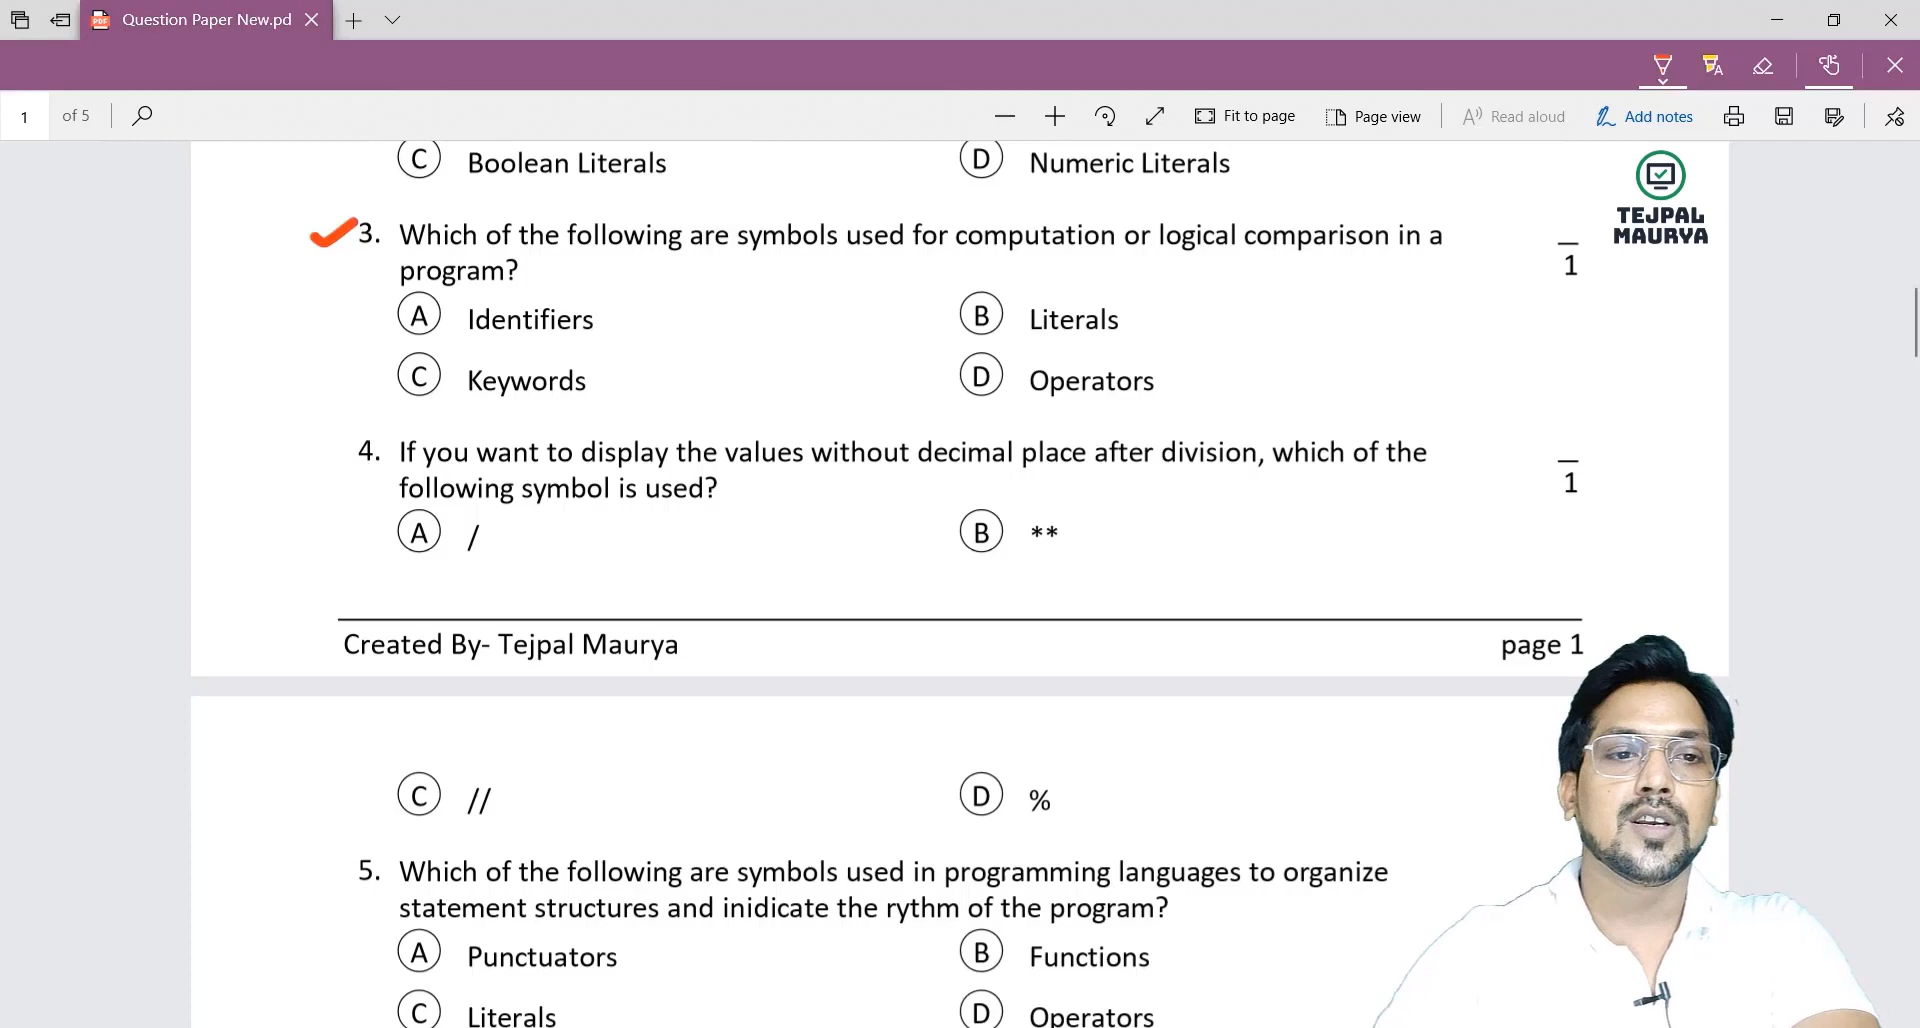 Question Paper New.pd
1 of 5
Fit to page
Page view
Read aloud
Add notes
C Boolean Literals D Numeric Literals
TEJPAL
MAURYA
3. Which of the following are symbols used for computation or logical comparison in a
program?
1
A Identifiers B Literals
C Keywords D Operators
4. If you want to display the values without decimal place after division, which of the
following symbol is used?
1
A / B **
Created By- Tejpal Maurya page 1
C // D %
5. Which of the following are symbols used in programming languages to organize
statement structures and inidicate the rythm of the program?
A Punctuators B Functions
C Literals D Operators